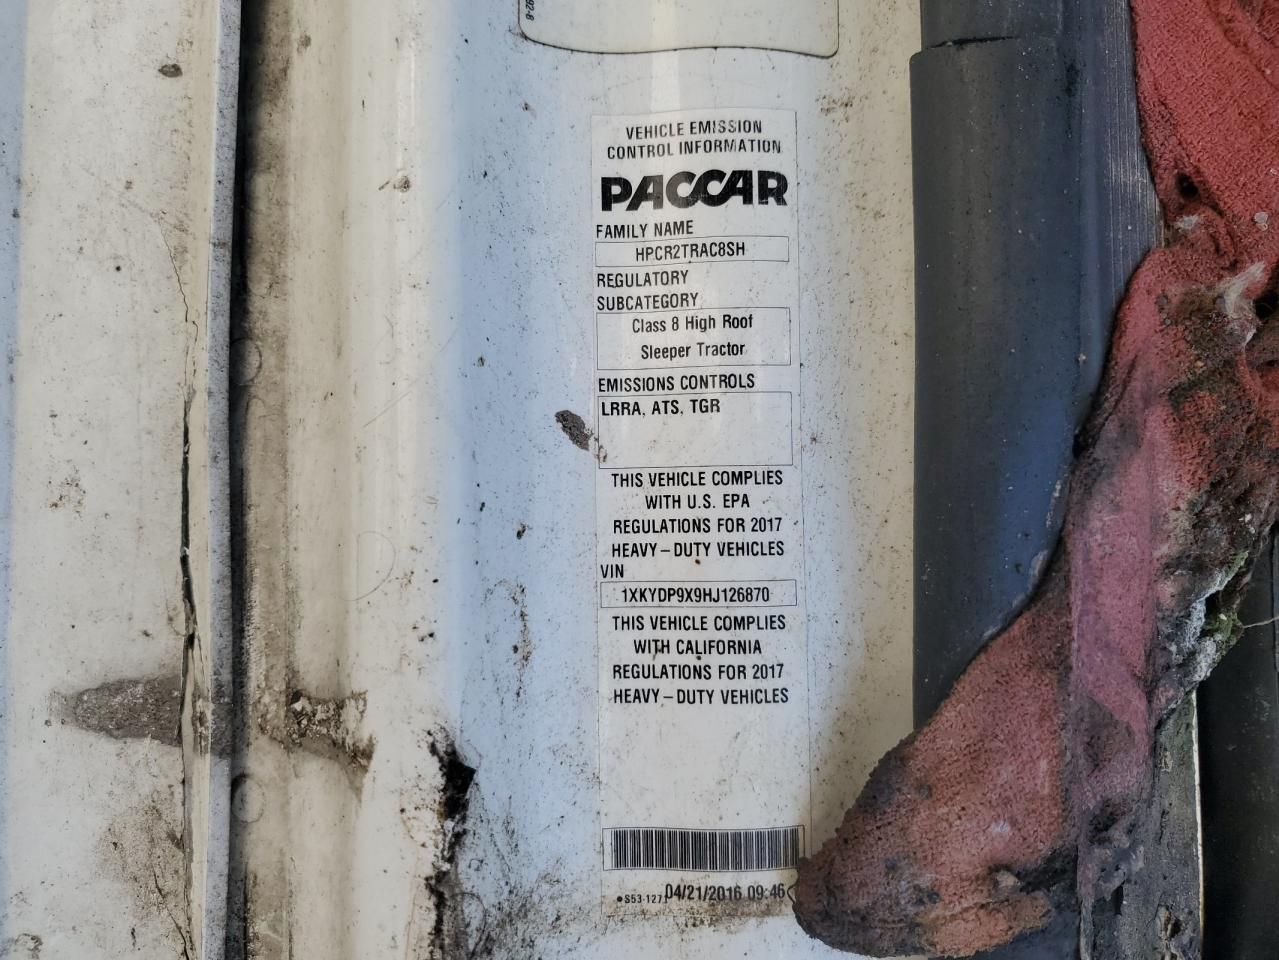 92-8
VEHICLE EMISSION
CONTROL INFORMATION
PACCAR
FAMILY NAME
HPCR2TRAC8SH
REGULATORY
SUBCATEGORY
Class 8 High Roof
Sleeper Tractor
EMISSIONS CONTROLS
LRRA, ATS, TGR
THIS VEHICLE COMPLIES
WITH U.S. EPA
REGULATIONS FOR 2017
HEAVY-DUTY VEHICLES
VIN
1XKYDP9X9HJ126870
THIS VEHICLE COMPLIES
WITH CALIFORNIA
REGULATIONS FOR 2017
HEAVY-DUTY VEHICLES
04/21/2016 09:46